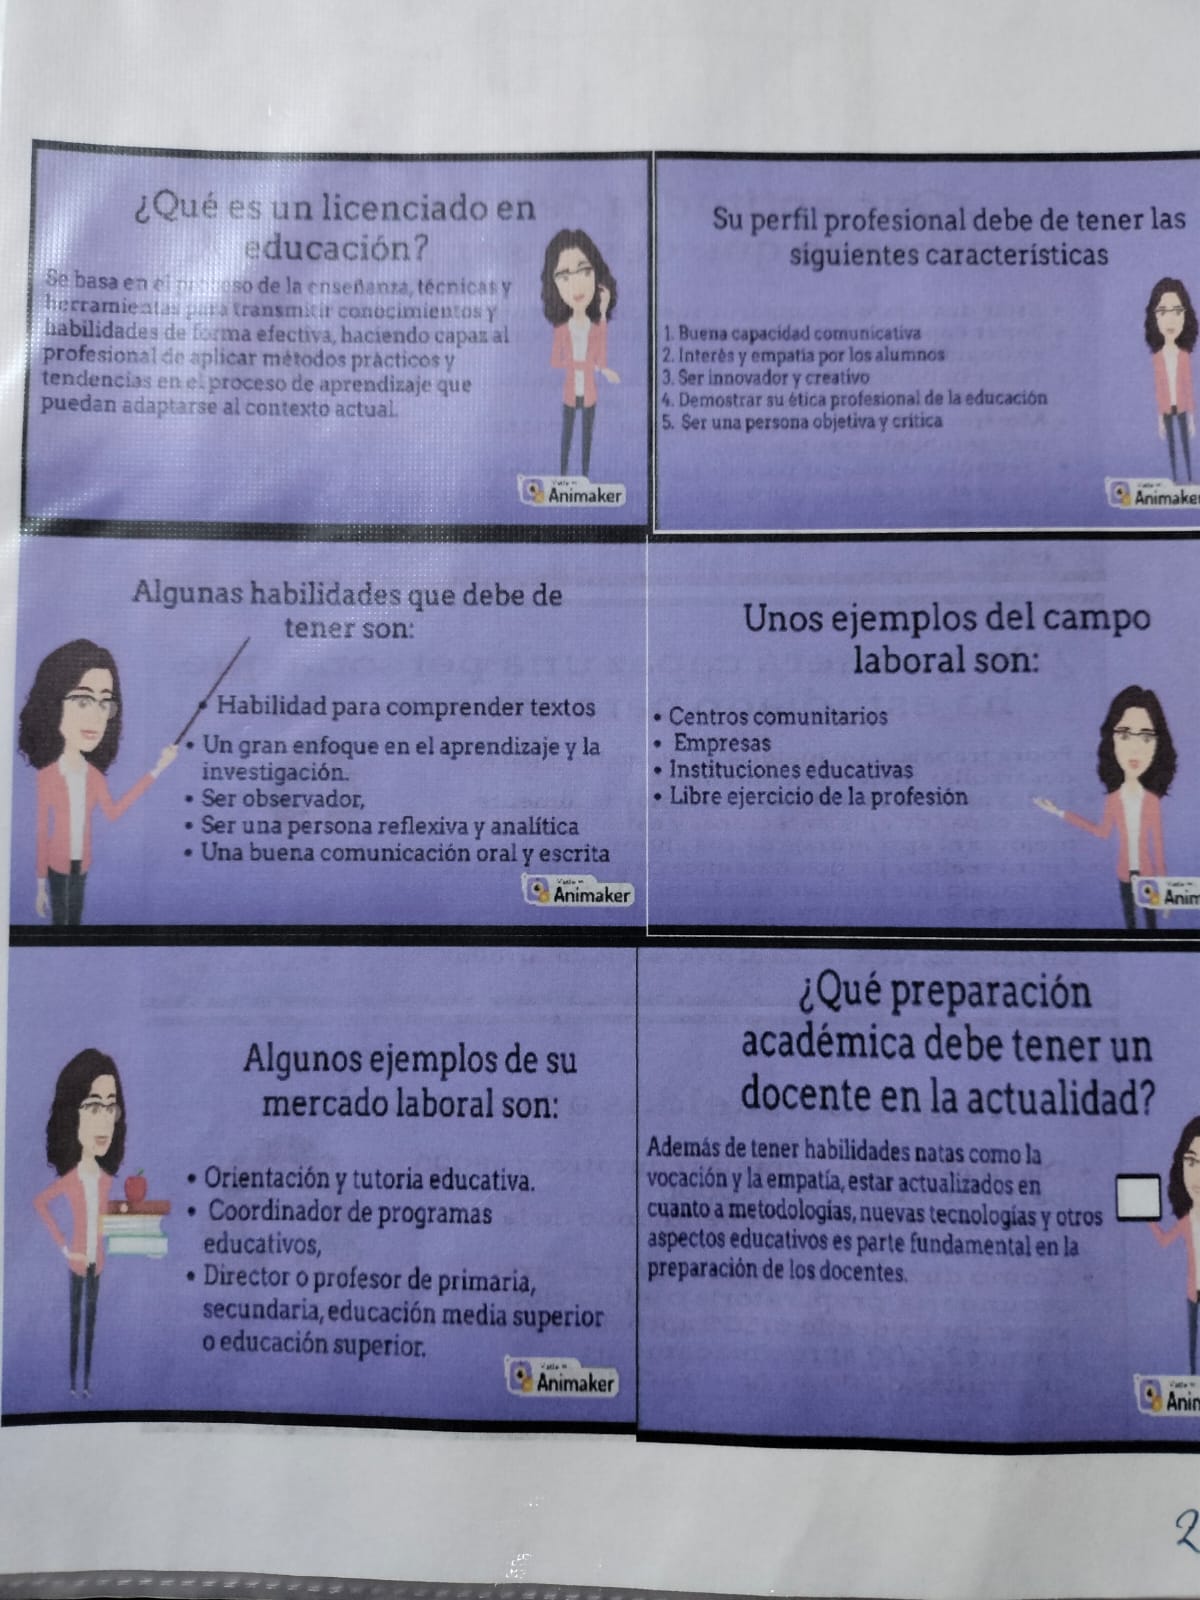 ¿Qué es un licenciado en
educación?
Se basa en el proceso de la enseñanza, técnicas y
herramientas para transmitir conocimientos y
habilidades de forma efectiva, haciendo capaz al
profesional de aplicar métodos prácticos y
tendencias en el proceso de aprendizaje que
puedan adaptarse al contexto actual.
Animaker
Su perfil profesional debe de tener las
siguientes características
1. Buena capacidad comunicativa
2. Interés y empatía por los alumnos
3. Ser innovador y creativo
4. Demostrar su ética profesional de la educación
5. Ser una persona objetiva y crítica
Animaker
Algunas habilidades que debe de
tener son:
• Habilidad para comprender textos
• Un gran enfoque en el aprendizaje y la
investigación.
• Ser observador,
• Ser una persona reflexiva y analítica
• Una buena comunicación oral y escrita
Animaker
Unos ejemplos del campo
laboral son:
• Centros comunitarios
• Empresas
• Instituciones educativas
• Libre ejercicio de la profesión
Anim
Algunos ejemplos de su
mercado laboral son:
• Orientación y tutoria educativa.
• Coordinador de programas
educativos,
• Director o profesor de primaria,
secundaria, educación media superior
o educación superior.
Animaker
¿Qué preparación
académica debe tener un
docente en la actualidad?
Además de tener habilidades natas como la
vocación y la empatía, estar actualizados en
cuanto a metodologías, nuevas tecnologías y otros
aspectos educativos es parte fundamental en la
preparación de los docentes.
Anim
2